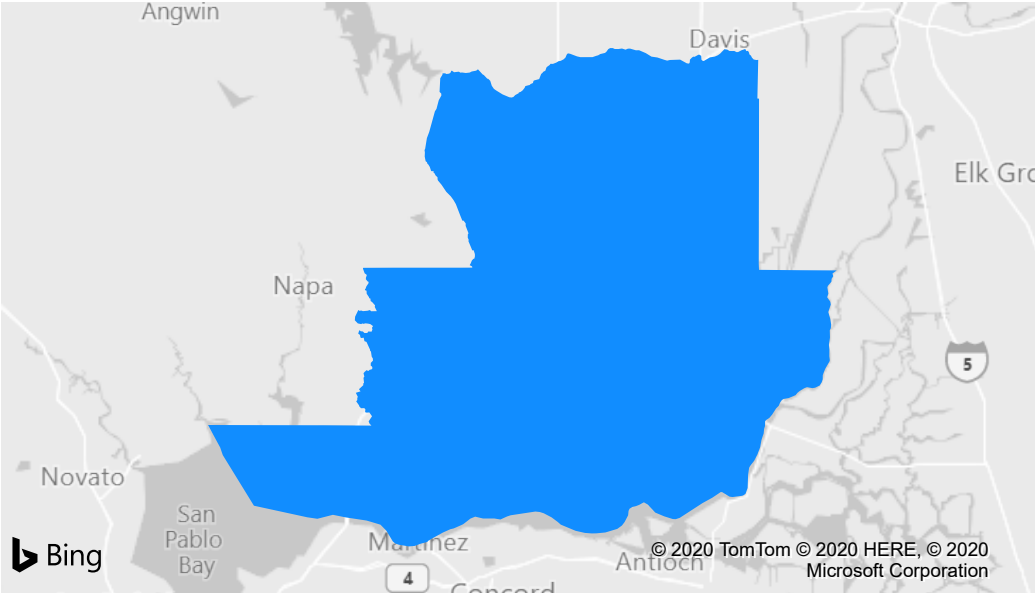 Angwin
Davis
Elk Gro
Napa
5
Novato
San
Pablo
Bay
Martinez
Bing
Antioch
© 2020 TomTom © 2020 HERE, © 2020
Microsoft Corporation
4
Concord